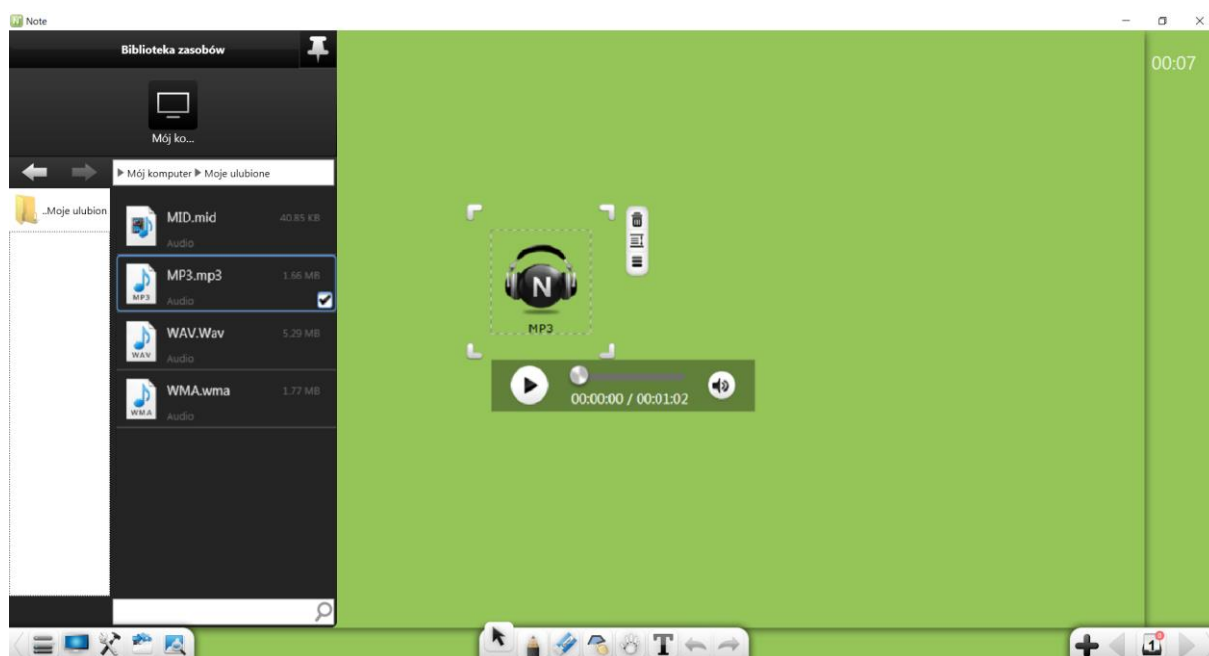 Note
Biblioteka zasobów
00:07
Mój ko...
Mój komputer Moje ulubione
..Moje ulubion
MID.mid 40.85 KB
Audio
MP3.mp3 1.66 MB
MP3 Audio
WAV.Wav 5.29 MB
WAV Audio
WMA.wma 1.77 MB
WMA Audio
N
MP3
00:00:00 / 00:01:02
T
1